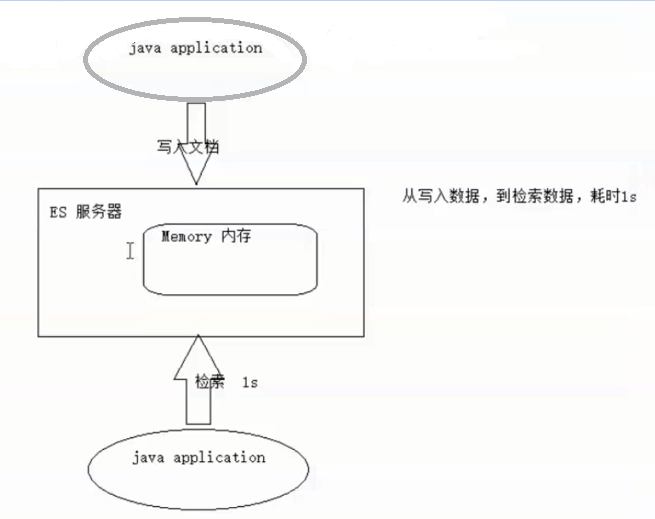 java application
写入文档
从写入数据，到检索数据，耗时1s
ES 服务器
Memory 内存
检索 1s
java application